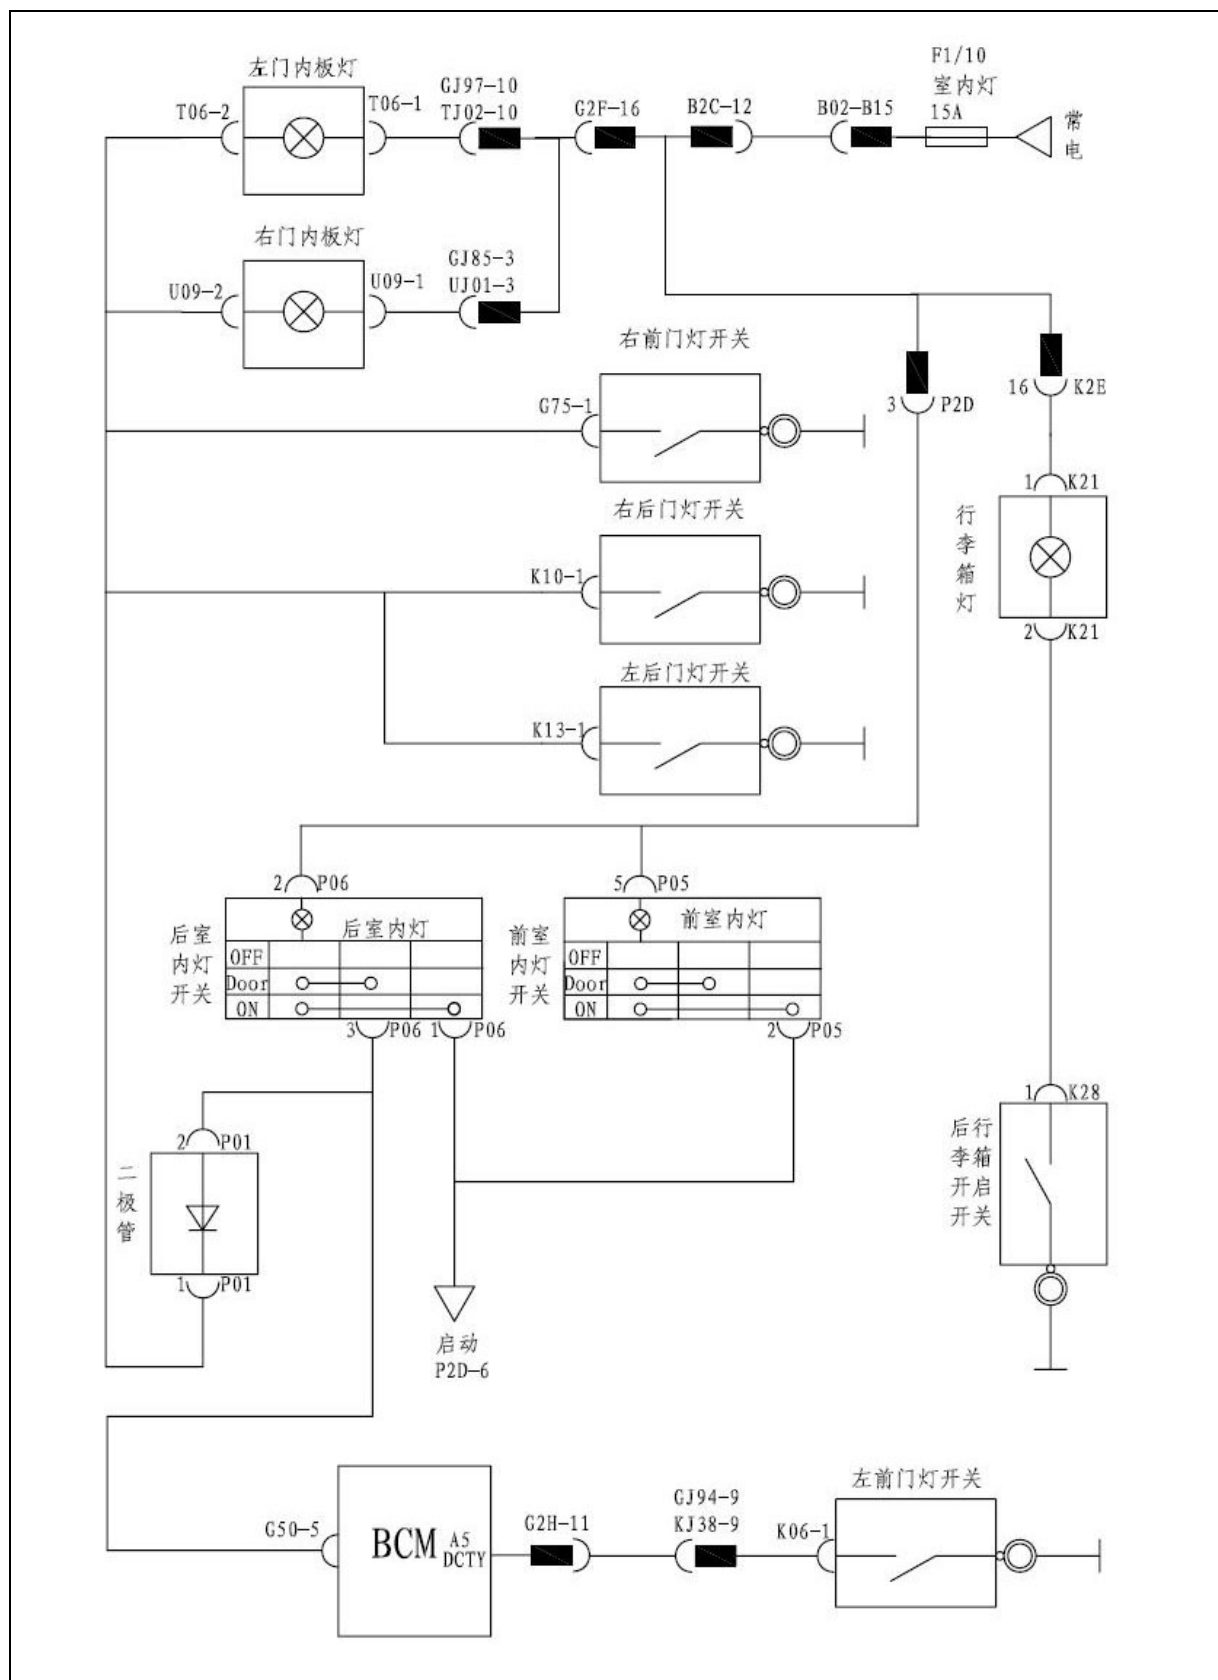 左门内板灯
T06-2
T06-1
GJ97-10
TJ02-10
G2F-16
B2C-12
B02-B15
F1/10
室内灯
15A
常电
右门内板灯
U09-2
U09-1
GJ85-3
UJ01-3
右前门灯开关
G75-1
3 P2D
16 K2E
右后门灯开关
K10-1
1 K21
行李箱灯
2 K21
左后门灯开关
K13-1
2 P06
5 P05
后室内灯开关
后室内灯
OFF
Door
ON
前室内灯开关
前室内灯
OFF
Door
ON
3 P06
1 P06
2 P05
1 K28
后行李箱开启开关
2 P01
二极管
1 P01
启动
P2D-6
左前门灯开关
G50-5
BCM
A5
DCTY
G2H-11
GJ94-9
KJ38-9
K06-1